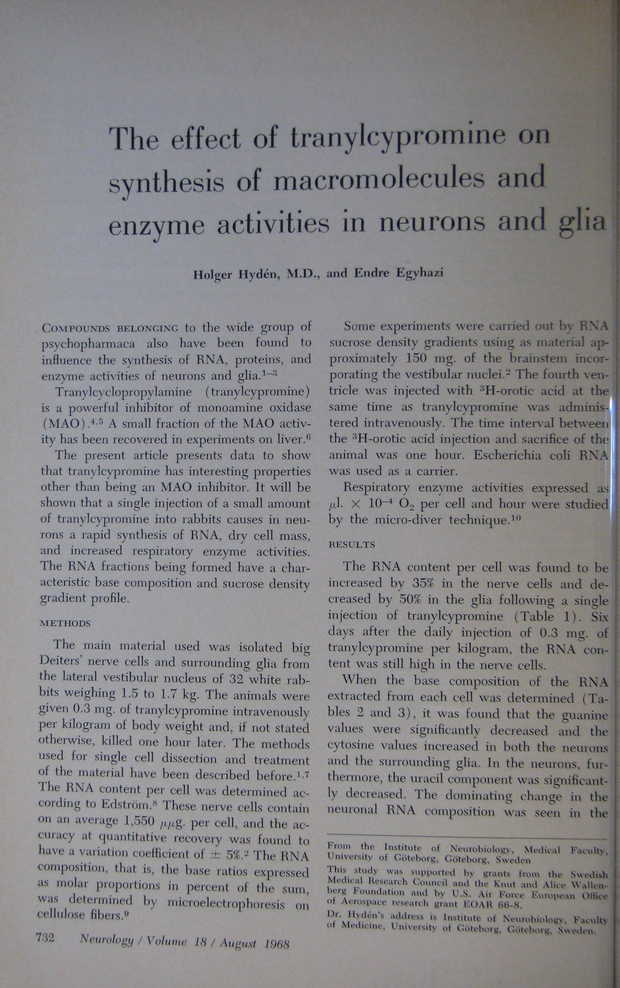 The effect of tranylcypromine on
synthesis of macromolecules and
enzyme activities in neurons and glia
Holger Hydén, M.D., and Endre Egyhazi
COMPOUNDS BELONGING to the wide group of
psychopharmaca also have been found to
influence the synthesis of RNA, proteins, and
enzyme activities of neurons and glia.1–3
Tranylcyclopropylamine (tranylcypromine)
is a powerful inhibitor of monoamine oxidase
(MAO).4,5 A small fraction of the MAO activ-
ity has been recovered in experiments on liver.6
The present article presents data to show
that tranylcypromine has interesting properties
other than being an MAO inhibitor. It will be
shown that a single injection of a small amount
of tranylcypromine into rabbits causes in neu-
rons a rapid synthesis of RNA, dry cell mass,
and increased respiratory enzyme activities.
The RNA fractions being formed have a char-
acteristic base composition and sucrose density
gradient profile.
METHODS
The main material used was isolated big
Deiters' nerve cells and surrounding glia from
the lateral vestibular nucleus of 32 white rab-
bits weighing 1.5 to 1.7 kg. The animals were
given 0.3 mg. of tranylcypromine intravenously
per kilogram of body weight and, if not stated
otherwise, killed one hour later. The methods
used for single cell dissection and treatment
of the material have been described before.1,7
The RNA content per cell was determined ac-
cording to Edström.8 These nerve cells contain
on an average 1,550 μμg. per cell, and the ac-
curacy at quantitative recovery was found to
have a variation coefficient of ± 5%.2 The RNA
composition, that is, the base ratios expressed
as molar proportions in percent of the sum,
was determined by microelectrophoresis on
cellulose fibers.9
Some experiments were carried out by RNA
sucrose density gradients using as material ap-
proximately 150 mg. of the brainstem incor-
porating the vestibular nuclei.2 The fourth ven-
tricle was injected with 3H-orotic acid at the
same time as tranylcypromine was adminis-
tered intravenously. The time interval between
the 3H-orotic acid injection and sacrifice of the
animal was one hour. Escherichia coli RNA
was used as a carrier.
Respiratory enzyme activities expressed as
μl. × 10–4 O2 per cell and hour were studied
by the micro-diver technique.10
RESULTS
The RNA content per cell was found to be
increased by 35% in the nerve cells and de-
creased by 50% in the glia following a single
injection of tranylcypromine (Table 1). Six
days after the daily injection of 0.3 mg. of
tranylcypromine per kilogram, the RNA con-
tent was still high in the nerve cells.
When the base composition of the RNA
extracted from each cell was determined (Ta-
bles 2 and 3), it was found that the guanine
values were significantly decreased and the
cytosine values increased in both the neurons
and the surrounding glia. In the neurons, fur-
thermore, the uracil component was significant-
ly decreased. The dominating change in the
neuronal RNA composition was seen in the
From the Institute of Neurobiology, Medical Faculty,
University of Göteborg, Göteborg, Sweden
This study was supported by grants from the Swedish
Medical Research Council and the Knut and Alice Wallen-
berg Foundation and by U.S. Air Force European Office
of Aerospace research grant EOAR 66-8.
Dr. Hydén's address is Institute of Neurobiology, Faculty
of Medicine, University of Göteborg, Göteborg, Sweden.
732 Neurology / Volume 18 / August 1968